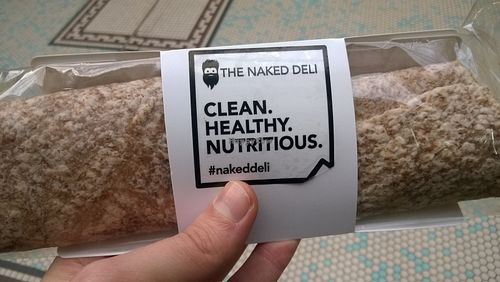 THE NAKED DELI
CLEAN.
HEALTHY.
NUTRITIOUS.
#nakeddeli